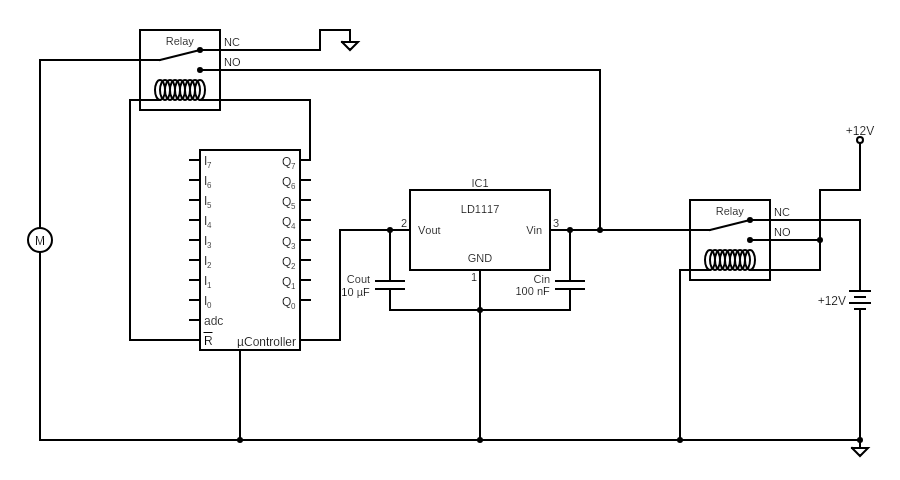 Relay
NC
NO
+12V
I7
I6
I5
I4
I3
I2
I1
I0
adc
R
Q7
Q6
Q5
Q4
Q3
Q2
Q1
Q0
µController
M
IC1
LD1117
2
Vout
Vin
3
GND
1
Cout
10 µF
Cin
100 nF
Relay
NC
NO
+12V